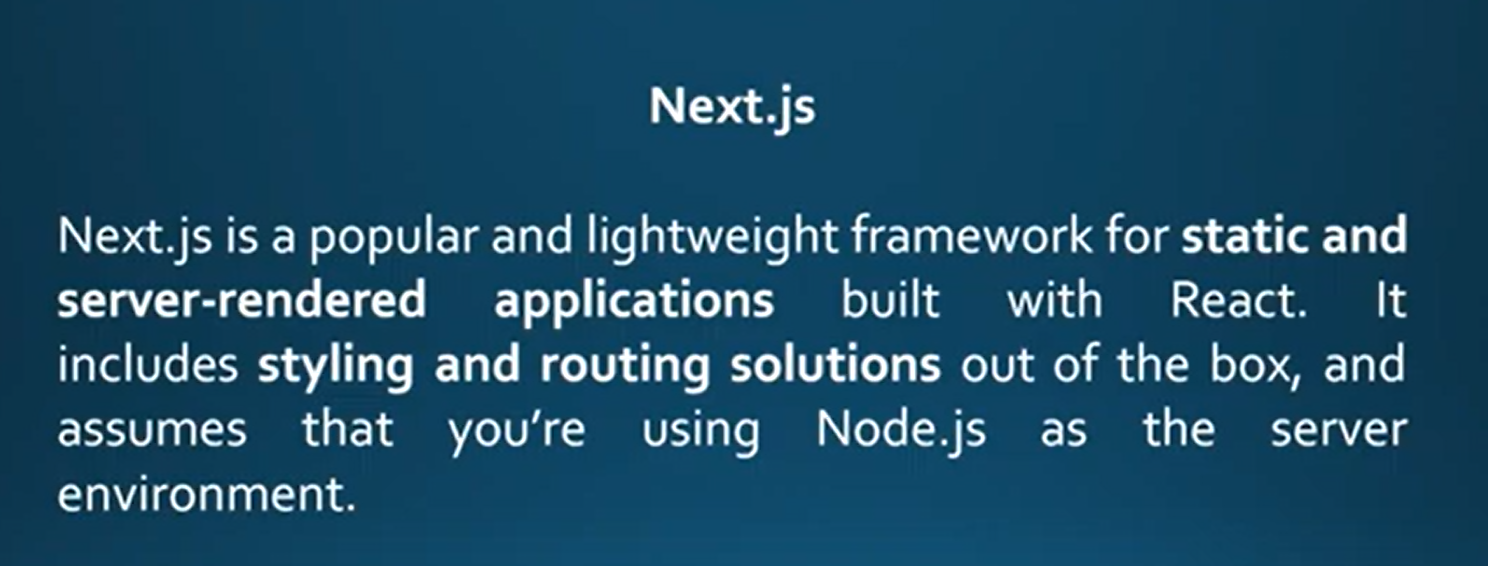 Next.js
Next.js is a popular and lightweight framework for static and
server-rendered applications built with React. It
includes styling and routing solutions out of the box, and
assumes that you’re using Node.js as the server
environment.